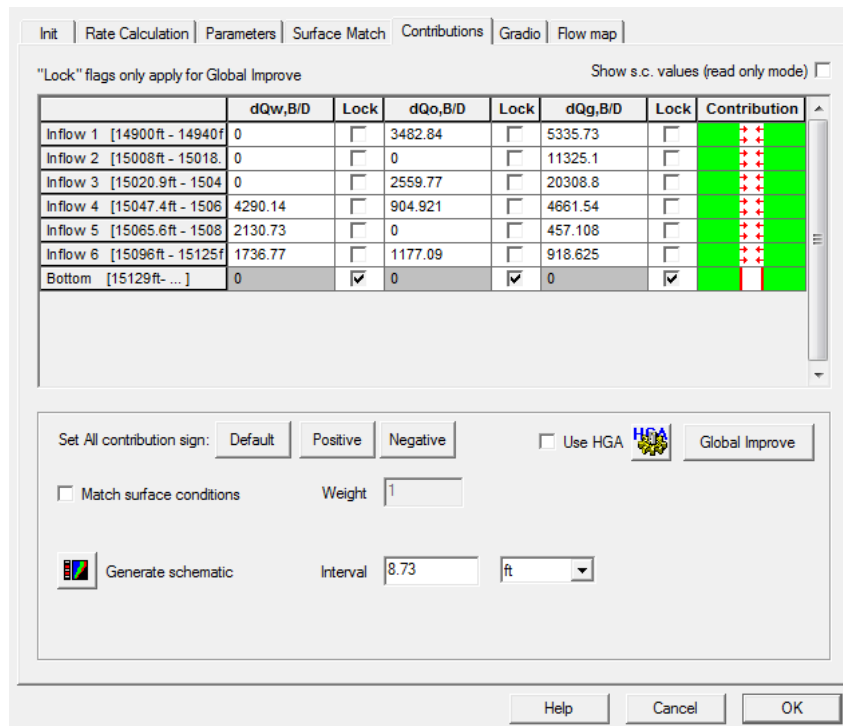 Init Rate Calculation Parameters Surface Match Contributions Gradio Flow map
"Lock" flags only apply for Global Improve Show s.c. values (read only mode)
dQw,B/D Lock dQo,B/D Lock dQg,B/D Lock Contribution
Inflow 1 [14900ft - 14940f 0 3482.84 5335.73
Inflow 2 [15008ft - 15018. 0 0 11325.1
Inflow 3 [15020.9ft - 1504 0 2559.77 20308.8
Inflow 4 [15047.4ft - 1506 4290.14 904.921 4661.54
Inflow 5 [15065.6ft - 1508 2130.73 0 457.108
Inflow 6 [15096ft - 15125f 1736.77 1177.09 918.625
Bottom [15129ft- ... ] 0 0 0
Set All contribution sign: Default Positive Negative Use HGA HGA Global Improve
Match surface conditions Weight 1
Generate schematic Interval 8.73 ft
Help Cancel OK